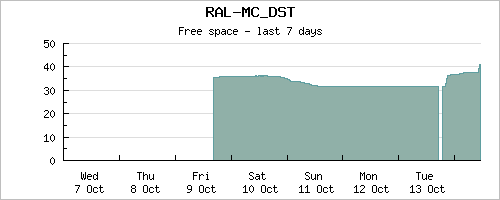 RAL-MC_DST
Free space - last 7 days
50
40
30
20
10
0
Wed Thu Fri Sat Sun Mon Tue
7 Oct 8 Oct 9 Oct 10 Oct 11 Oct 12 Oct 13 Oct